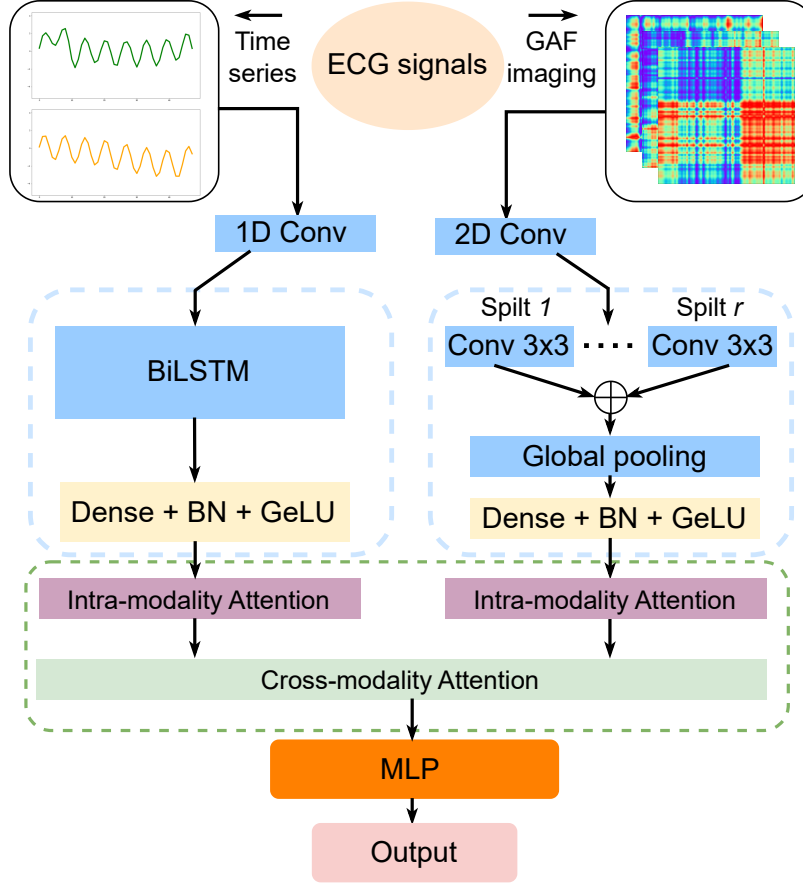 Time
series
ECG signals
GAF
imaging
1D Conv
2D Conv
Spilt 1
Spilt r
Conv 3x3
....
Conv 3x3
BiLSTM
Global pooling
Dense + BN + GeLU
Dense + BN + GeLU
Intra-modality Attention
Intra-modality Attention
Cross-modality Attention
MLP
Output